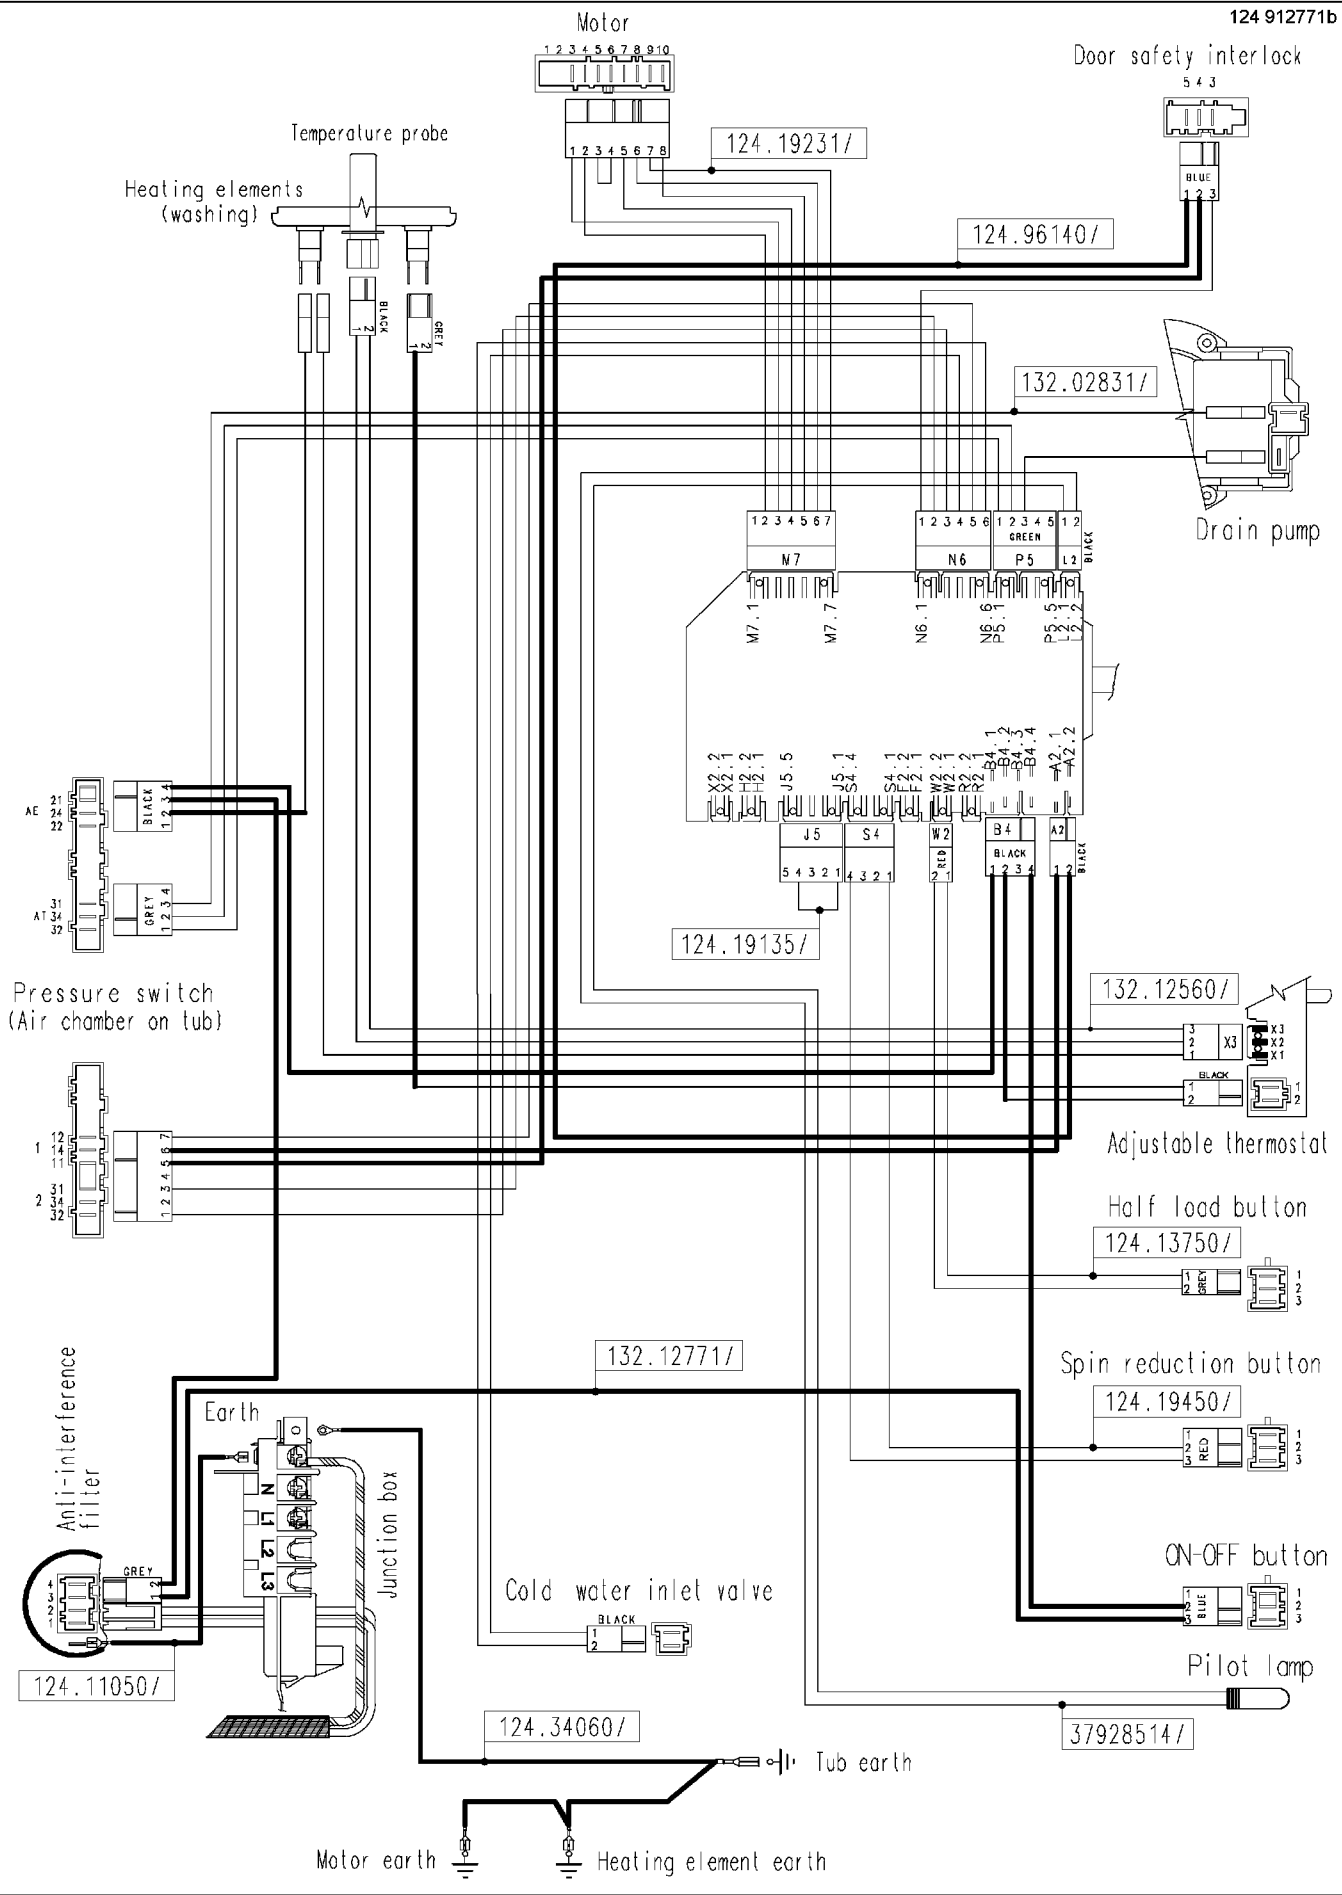 124 912771b
Motor
1 2 3 4 5 6 7 8 9 10
Door safety interlock
5 4 3
Temperature probe
124.19231/
1 2 3 4 5 6 7 8
BLUE
1 2 3
Heating elements
(washing)
124.96140/
1 2
BLACK
1 2
GREY
132.02831/
Drain pump
1 2 3 4 5 6 7
M7
1 2 3 4 5 6
N6
1 2 3 4 5
GREEN
P5
1 2
L2
BLACK
M7.1
M7.7
N6.1
N6.6
P5.1
P5.5
L2.1
L2.2
X2.2
X2.1
H2.2
H2.1
J5.5
J5.1
S4.4
S4.1
F2.2
F2.1
W2.2
W2.1
R2.2
R2.1
B4.1
B4.2
B4.3
B4.4
A2.1
A2.2
J5
5 4 3 2 1
S4
4 3 2 1
W2
RED
2 1
B4
BLACK
1 2 3 4
A2
1 2
BLACK
AE
21
24
22
BLACK
1 2 3 4
AT
31
34
32
GREY
1 2 3 4
124.19135/
Pressure switch
(Air chamber on tub)
132.12560/
3
2
1
X3
X3
X2
X1
BLACK
1
2
1
2
Adjustable thermostat
1
12
14
11
2
31
34
32
1 2 3 4 5 6 7
Half load button
124.13750/
1
2
GREY
1
2
3
132.12771/
Spin reduction button
124.19450/
1
2
3
RED
1
2
3
Anti-interference
filter
Earth
N
L1
L2
L3
Junction box
GREY
1 2
4
3
2
1
124.11050/
Cold water inlet valve
BLACK
1
2
ON-OFF button
1
2
3
BLUE
1
2
3
Pilot lamp
37928514/
124.34060/
Tub earth
Motor earth
Heating element earth